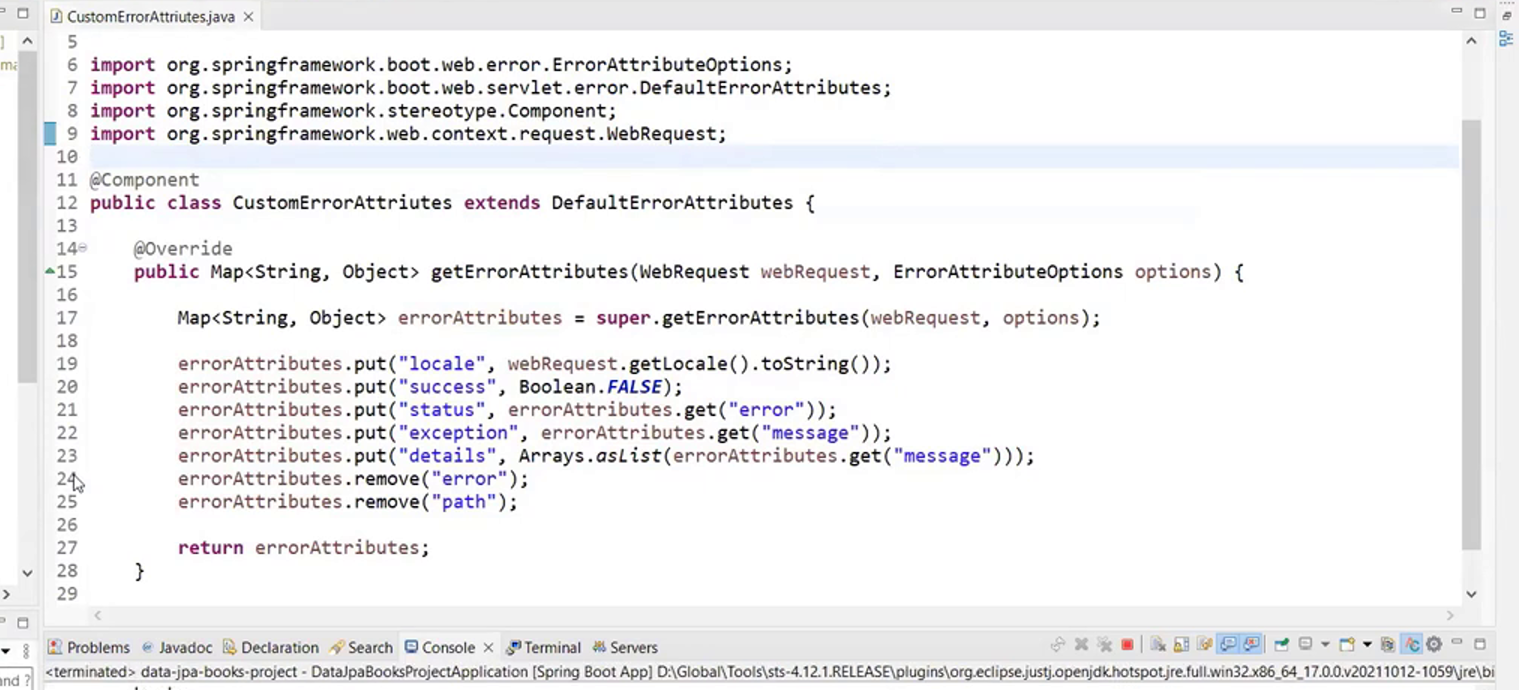 CustomErrorAttriutes.java
5
6 import org.springframework.boot.web.error.ErrorAttributeOptions;
7 import org.springframework.boot.web.servlet.error.DefaultErrorAttributes;
8 import org.springframework.stereotype.Component;
9 import org.springframework.web.context.request.WebRequest;
10
11 @Component
12 public class CustomErrorAttriutes extends DefaultErrorAttributes {
13
14 @Override
15 public Map<String, Object> getErrorAttributes(WebRequest webRequest, ErrorAttributeOptions options) {
16
17 Map<String, Object> errorAttributes = super.getErrorAttributes(webRequest, options);
18
19 errorAttributes.put("locale", webRequest.getLocale().toString());
20 errorAttributes.put("success", Boolean.FALSE);
21 errorAttributes.put("status", errorAttributes.get("error"));
22 errorAttributes.put("exception", errorAttributes.get("message"));
23 errorAttributes.put("details", Arrays.asList(errorAttributes.get("message")));
24 errorAttributes.remove("error");
25 errorAttributes.remove("path");
26
27 return errorAttributes;
28 }
29
Problems Javadoc Declaration Search Console Terminal Servers
<terminated> data-jpa-books-project - DataJpaBooksProjectApplication [Spring Boot App] D:\Global\Tools\sts-4.12.1.RELEASE\plugins\org.eclipse.justj.openjdk.hotspot.jre.full.win32.x86_64_17.0.0.v20211012-1059\jre\bi